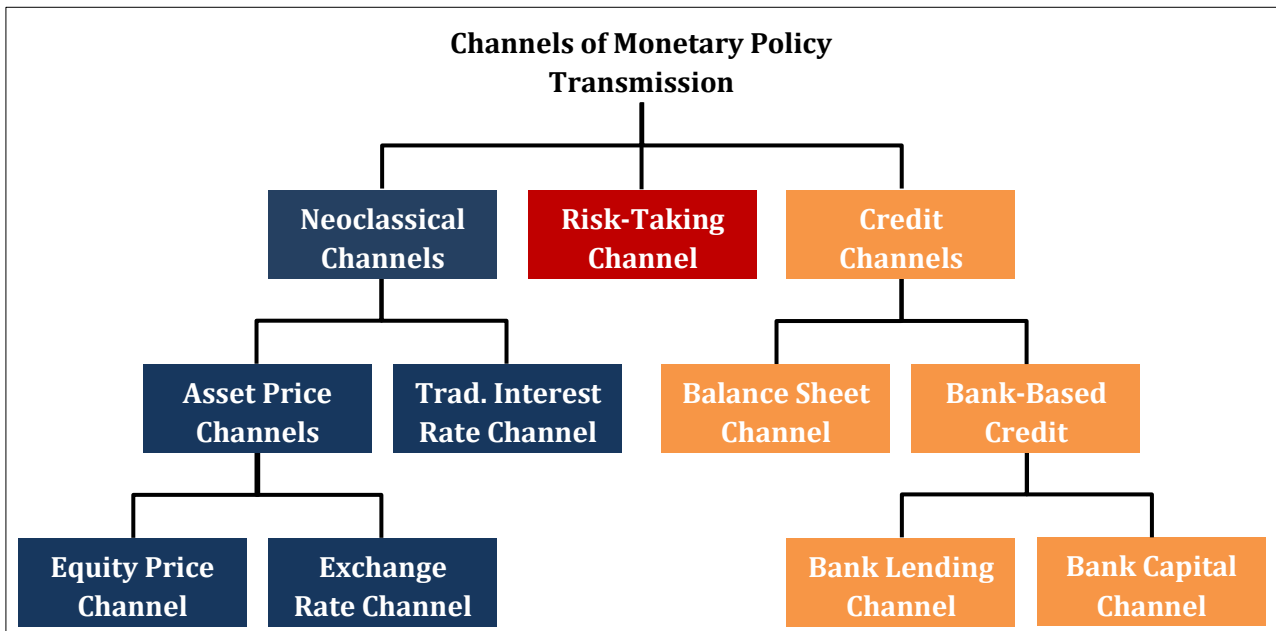 Channels of Monetary Policy
Transmission
Neoclassical
Channels
Risk-Taking
Channel
Credit
Channels
Asset Price
Channels
Trad. Interest
Rate Channel
Balance Sheet
Channel
Bank-Based
Credit
Equity Price
Channel
Exchange
Rate Channel
Bank Lending
Channel
Bank Capital
Channel